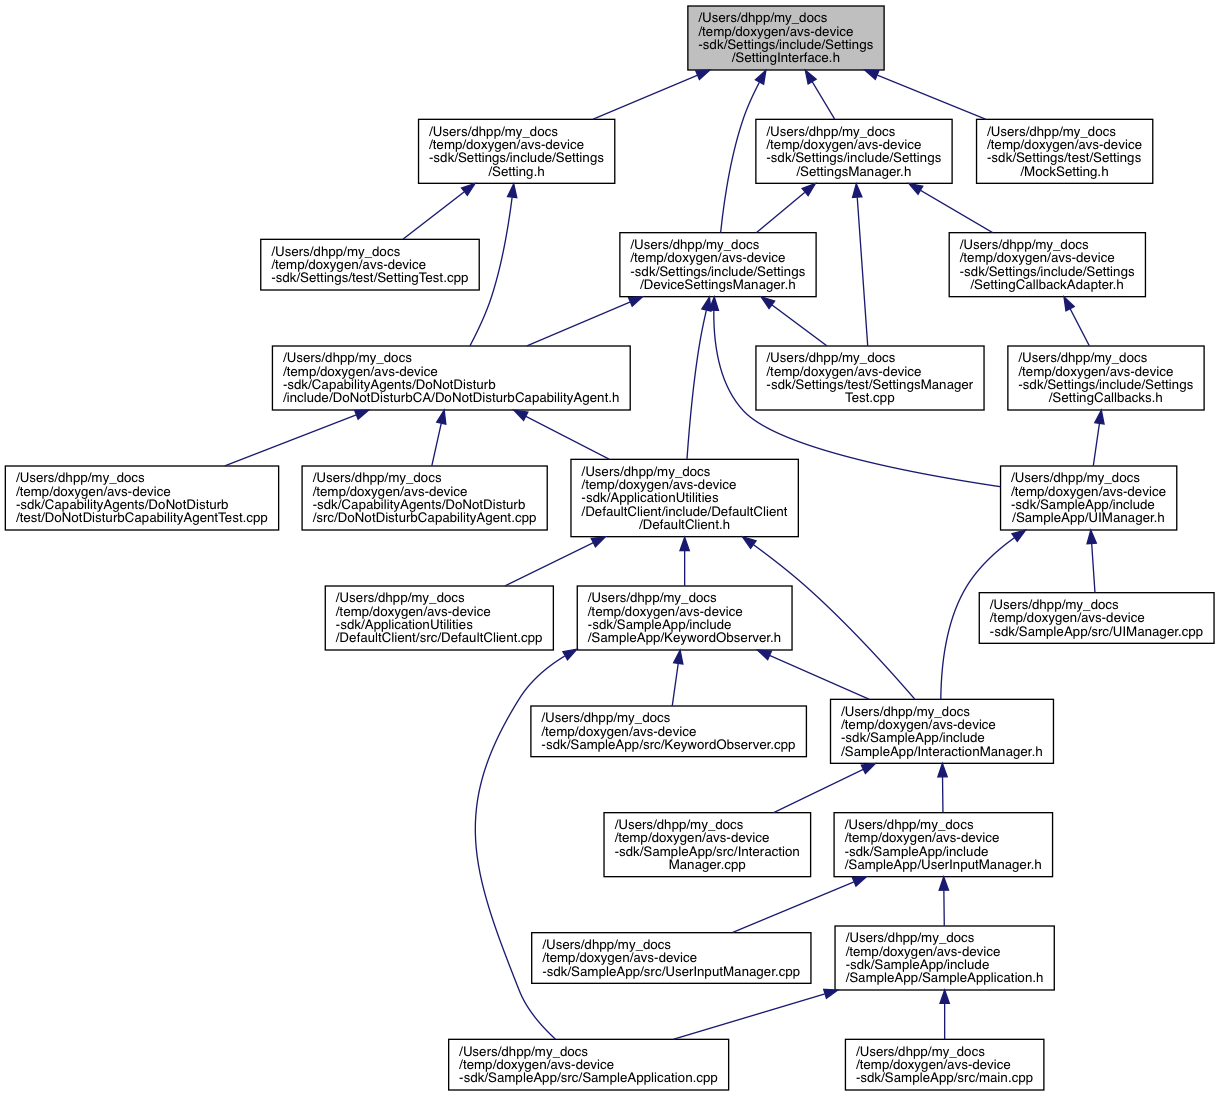 /Users/dhpp/my_docs
/temp/doxygen/avs-device
-sdk/Settings/include/Settings
/SettingInterface.h
/Users/dhpp/my_docs
/temp/doxygen/avs-device
-sdk/Settings/include/Settings
/Setting.h
/Users/dhpp/my_docs
/temp/doxygen/avs-device
-sdk/Settings/include/Settings
/SettingsManager.h
/Users/dhpp/my_docs
/temp/doxygen/avs-device
-sdk/Settings/test/Settings
/MockSetting.h
/Users/dhpp/my_docs
/temp/doxygen/avs-device
-sdk/Settings/test/SettingTest.cpp
/Users/dhpp/my_docs
/temp/doxygen/avs-device
-sdk/Settings/include/Settings
/DeviceSettingsManager.h
/Users/dhpp/my_docs
/temp/doxygen/avs-device
-sdk/Settings/include/Settings
/SettingCallbackAdapter.h
/Users/dhpp/my_docs
/temp/doxygen/avs-device
-sdk/CapabilityAgents/DoNotDisturb
/include/DoNotDisturbCA/DoNotDisturbCapabilityAgent.h
/Users/dhpp/my_docs
/temp/doxygen/avs-device
-sdk/Settings/test/SettingsManager
Test.cpp
/Users/dhpp/my_docs
/temp/doxygen/avs-device
-sdk/Settings/include/Settings
/SettingCallbacks.h
/Users/dhpp/my_docs
/temp/doxygen/avs-device
-sdk/CapabilityAgents/DoNotDisturb
/test/DoNotDisturbCapabilityAgentTest.cpp
/Users/dhpp/my_docs
/temp/doxygen/avs-device
-sdk/CapabilityAgents/DoNotDisturb
/src/DoNotDisturbCapabilityAgent.cpp
/Users/dhpp/my_docs
/temp/doxygen/avs-device
-sdk/ApplicationUtilities
/DefaultClient/include/DefaultClient
/DefaultClient.h
/Users/dhpp/my_docs
/temp/doxygen/avs-device
-sdk/SampleApp/include
/SampleApp/UIManager.h
/Users/dhpp/my_docs
/temp/doxygen/avs-device
-sdk/ApplicationUtilities
/DefaultClient/src/DefaultClient.cpp
/Users/dhpp/my_docs
/temp/doxygen/avs-device
-sdk/SampleApp/include
/SampleApp/KeywordObserver.h
/Users/dhpp/my_docs
/temp/doxygen/avs-device
-sdk/SampleApp/src/UIManager.cpp
/Users/dhpp/my_docs
/temp/doxygen/avs-device
-sdk/SampleApp/src/KeywordObserver.cpp
/Users/dhpp/my_docs
/temp/doxygen/avs-device
-sdk/SampleApp/include
/SampleApp/InteractionManager.h
/Users/dhpp/my_docs
/temp/doxygen/avs-device
-sdk/SampleApp/src/Interaction
Manager.cpp
/Users/dhpp/my_docs
/temp/doxygen/avs-device
-sdk/SampleApp/include
/SampleApp/UserInputManager.h
/Users/dhpp/my_docs
/temp/doxygen/avs-device
-sdk/SampleApp/src/UserInputManager.cpp
/Users/dhpp/my_docs
/temp/doxygen/avs-device
-sdk/SampleApp/include
/SampleApp/SampleApplication.h
/Users/dhpp/my_docs
/temp/doxygen/avs-device
-sdk/SampleApp/src/SampleApplication.cpp
/Users/dhpp/my_docs
/temp/doxygen/avs-device
-sdk/SampleApp/src/main.cpp